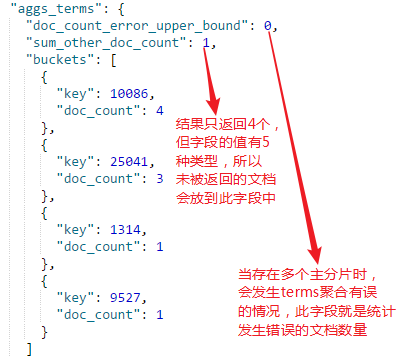 "aggs_terms": {
"doc_count_error_upper_bound": 0,
"sum_other_doc_count": 1,
"buckets": [
{
"key": 10086,
"doc_count": 4
},
{
"key": 25041,
"doc_count": 3
},
{
"key": 1314,
"doc_count": 1
},
{
"key": 9527,
"doc_count": 1
}
]
结果只返回4个，
但字段的值有5
种类型，所以
未被返回的文档
会放到此字段中
当存在多个主分片时，
会发生terms聚合有误
的情况，此字段就是统计
发生错误的文档数量